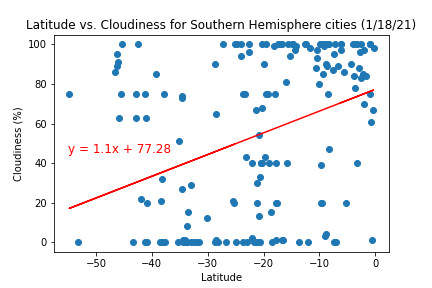 Latitude vs. Cloudiness for Southern Hemisphere cities (1/18/21)
100
80
60
40
20
0
Cloudiness (%)
y = 1.1x + 77.28
−50 −40 −30 −20 −10 0
Latitude